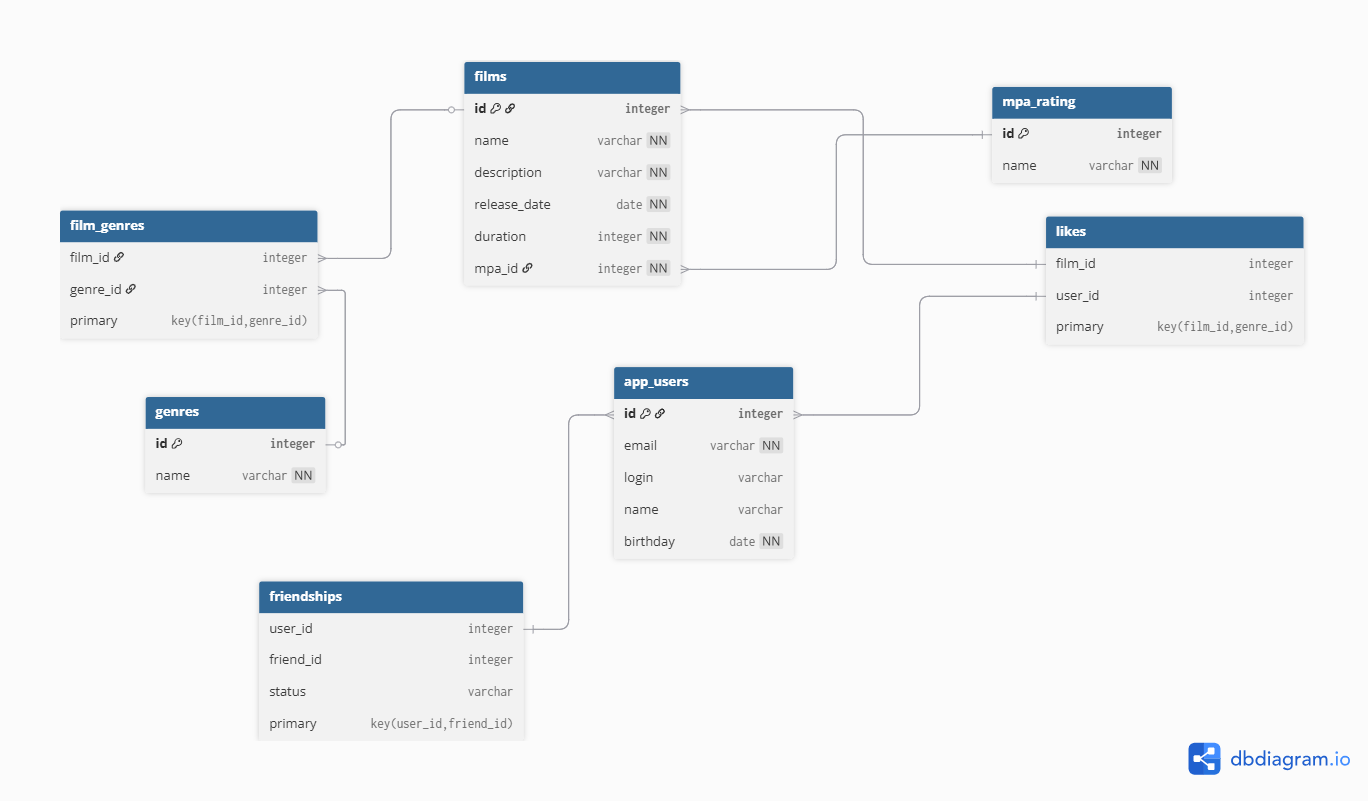 films
id integer
name varchar NN
description varchar NN
release_date date NN
duration integer NN
mpa_id integer NN
mpa_rating
id integer
name varchar NN
film_genres
film_id integer
genre_id integer
primary key(film_id,genre_id)
likes
film_id integer
user_id integer
primary key(film_id,genre_id)
genres
id integer
name varchar NN
app_users
id integer
email varchar NN
login varchar
name varchar
birthday date NN
friendships
user_id integer
friend_id integer
status varchar
primary key(user_id,friend_id)
dbdiagram.io